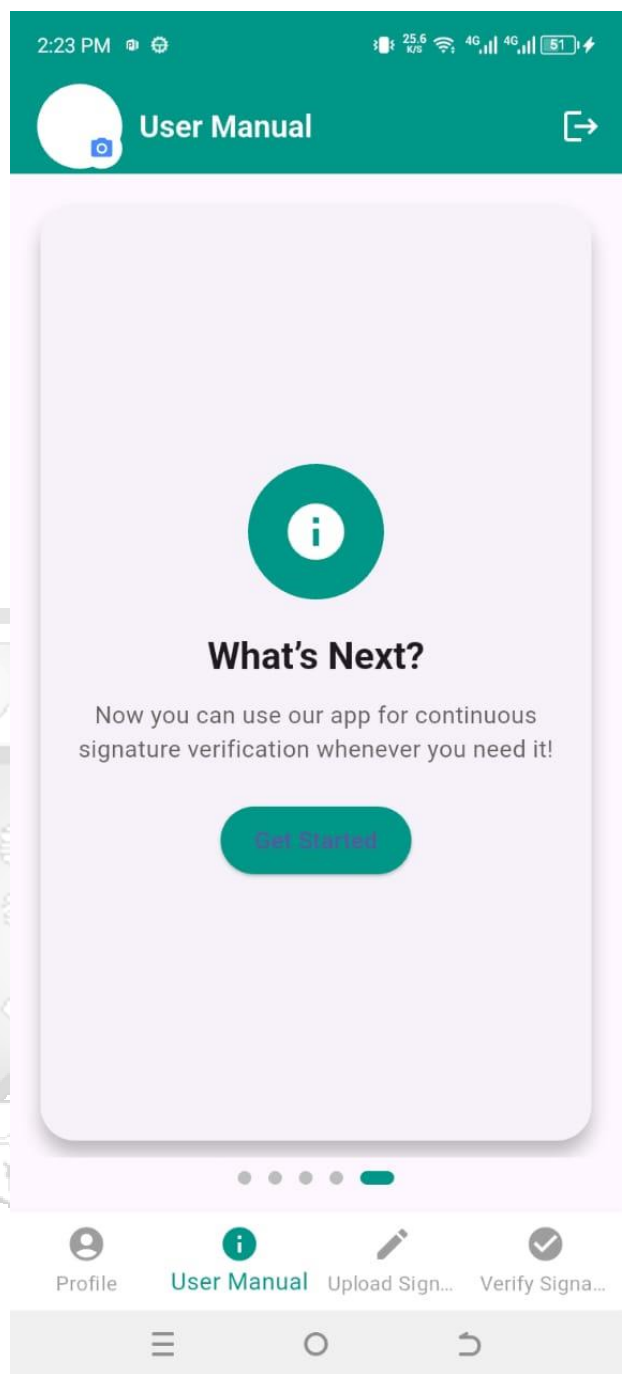 2:23 PM 25.6 K/S 4G 4G 51
User Manual
What’s Next?
Now you can use our app for continuous
signature verification whenever you need it!
Get Started
Profile User Manual Upload Sign... Verify Signa...